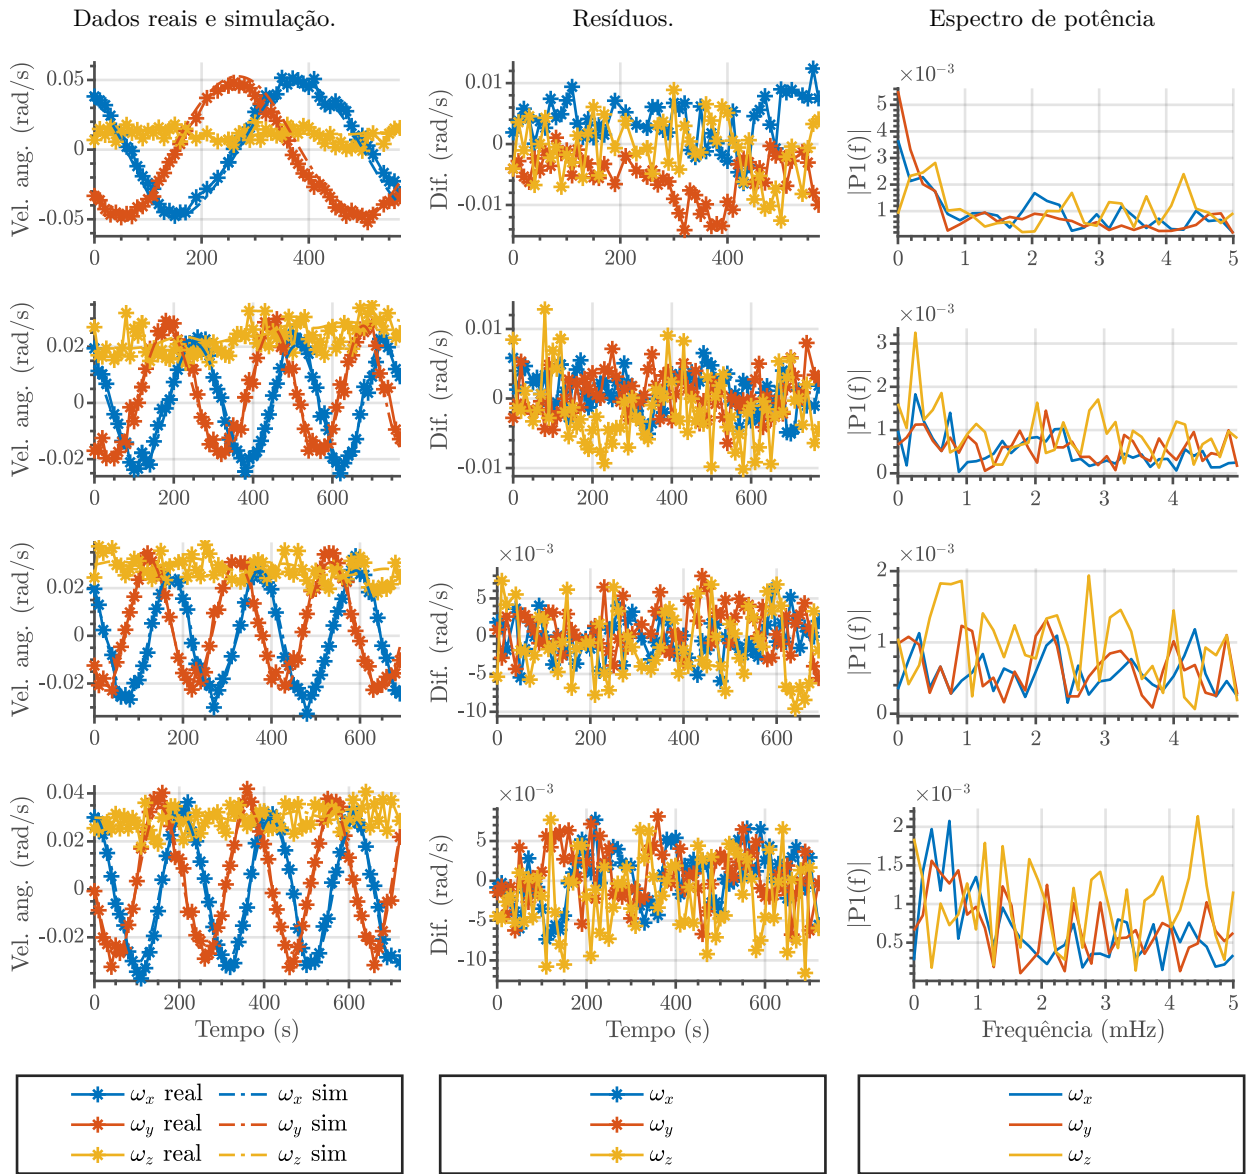 Dados reais e simulação.
Resíduos.
Espectro de potência
Vel. ang. (rad/s)
0.05
0
-0.05
0 200 400
Dif. (rad/s)
0.01
0
-0.01
0 200 400
×10⁻³
|P1(f)|
5
4
3
2
1
0 1 2 3 4 5
Vel. ang. (rad/s)
0.02
0
-0.02
0 200 400 600
Dif. (rad/s)
0.01
0
-0.01
0 200 400 600
×10⁻³
|P1(f)|
3
2
1
0
0 1 2 3 4
Vel. ang. (rad/s)
0.02
0
-0.02
0 200 400 600
×10⁻³
Dif. (rad/s)
5
0
-5
-10
0 200 400 600
×10⁻³
|P1(f)|
2
1
0
0 1 2 3 4
Vel. ang. (rad/s)
0.04
0.02
0
-0.02
0 200 400 600
Tempo (s)
×10⁻³
Dif. (rad/s)
5
0
-5
-10
0 200 400 600
Tempo (s)
×10⁻³
|P1(f)|
2
1.5
1
0.5
0 1 2 3 4 5
Frequência (mHz)
ωₓ real ωₓ sim
ω_y real ω_y sim
ω_z real ω_z sim
ωₓ
ω_y
ω_z
ωₓ
ω_y
ω_z